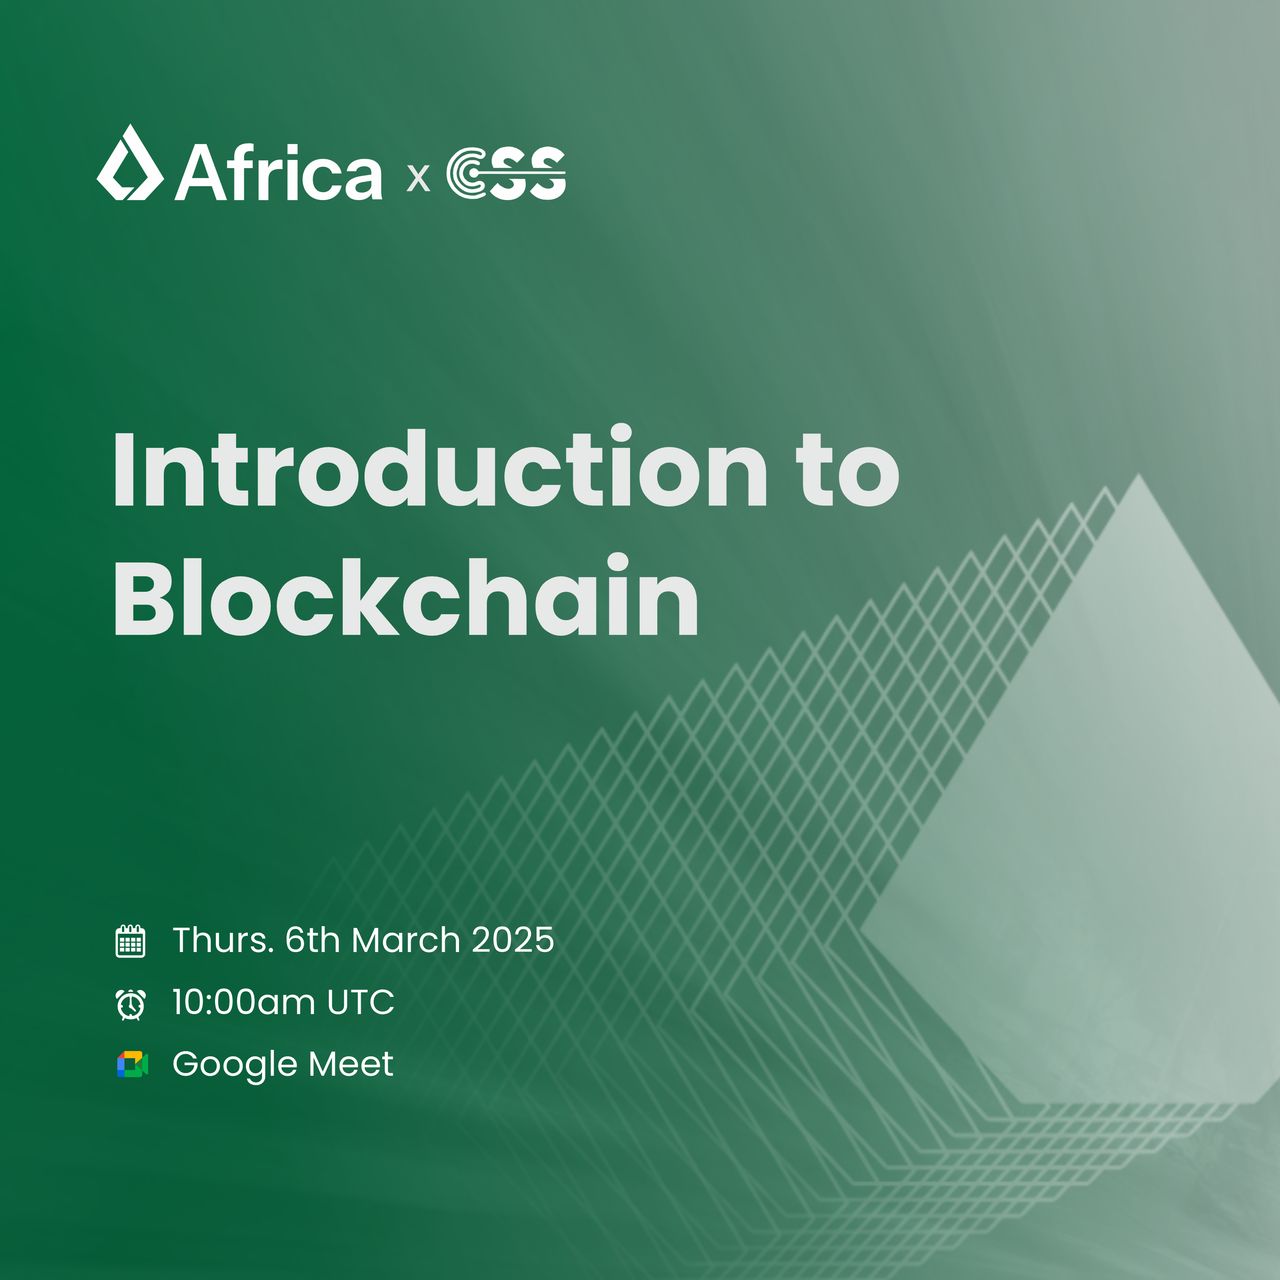 Africa x CSS
Introduction to
Blockchain
Thurs. 6th March 2025
10:00am UTC
Google Meet